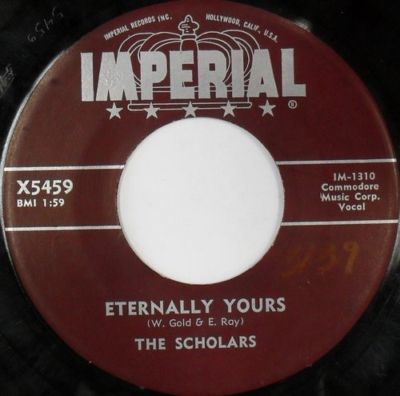 IMPERIAL RECORDS INC. HOLLYWOOD, CALIF., U.S.A.
IMPERIAL
®
X5459
BMI 1:59
IM-1310
Commodore
Music Corp.
Vocal
ETERNALLY YOURS
(W. Gold & E. Ray)
THE SCHOLARS